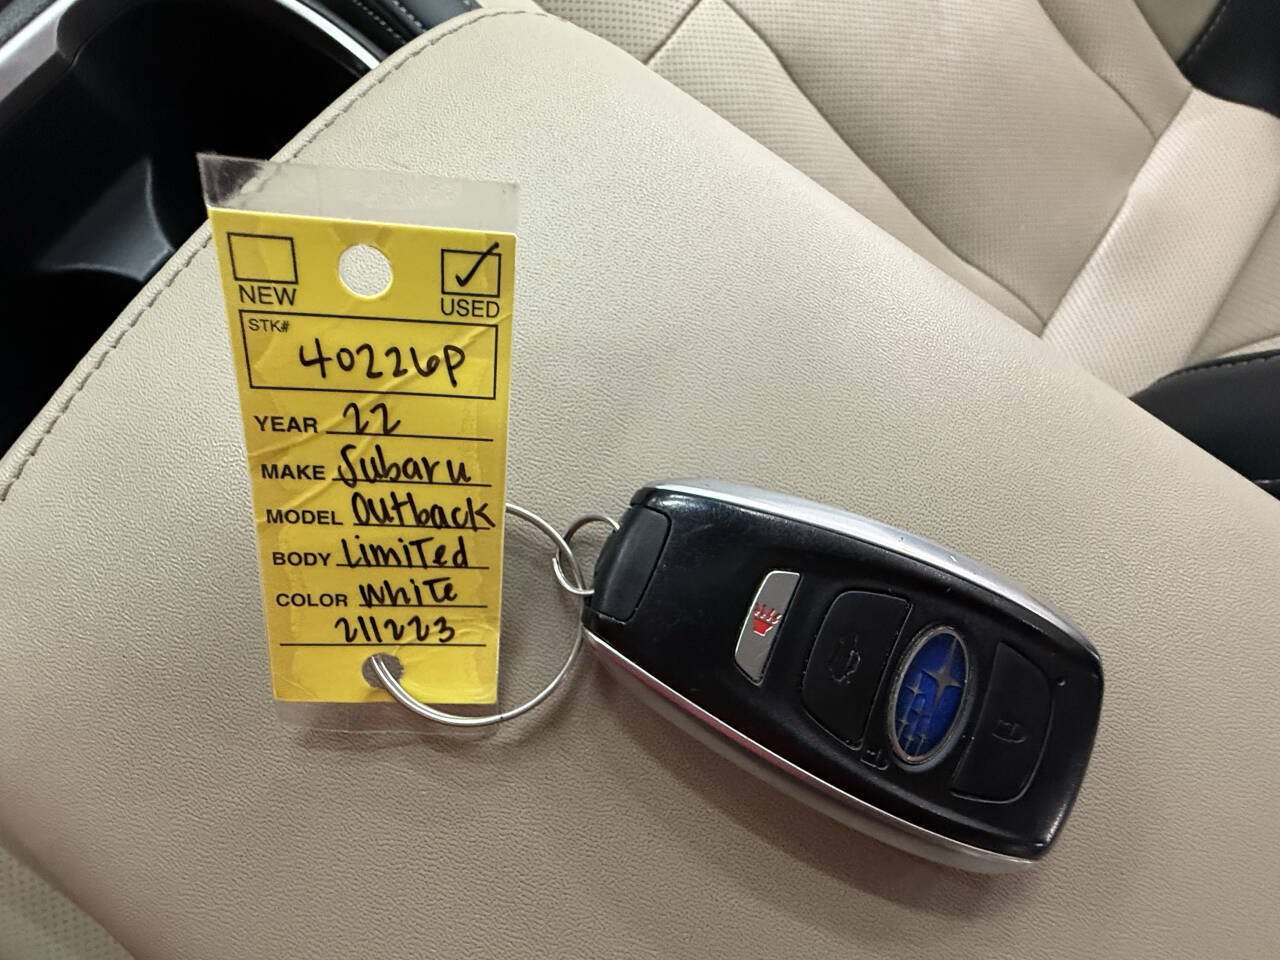 NEW
USED
STK#
40226P
YEAR 22
MAKE Subaru
MODEL Outback
BODY Limited
COLOR White
211223